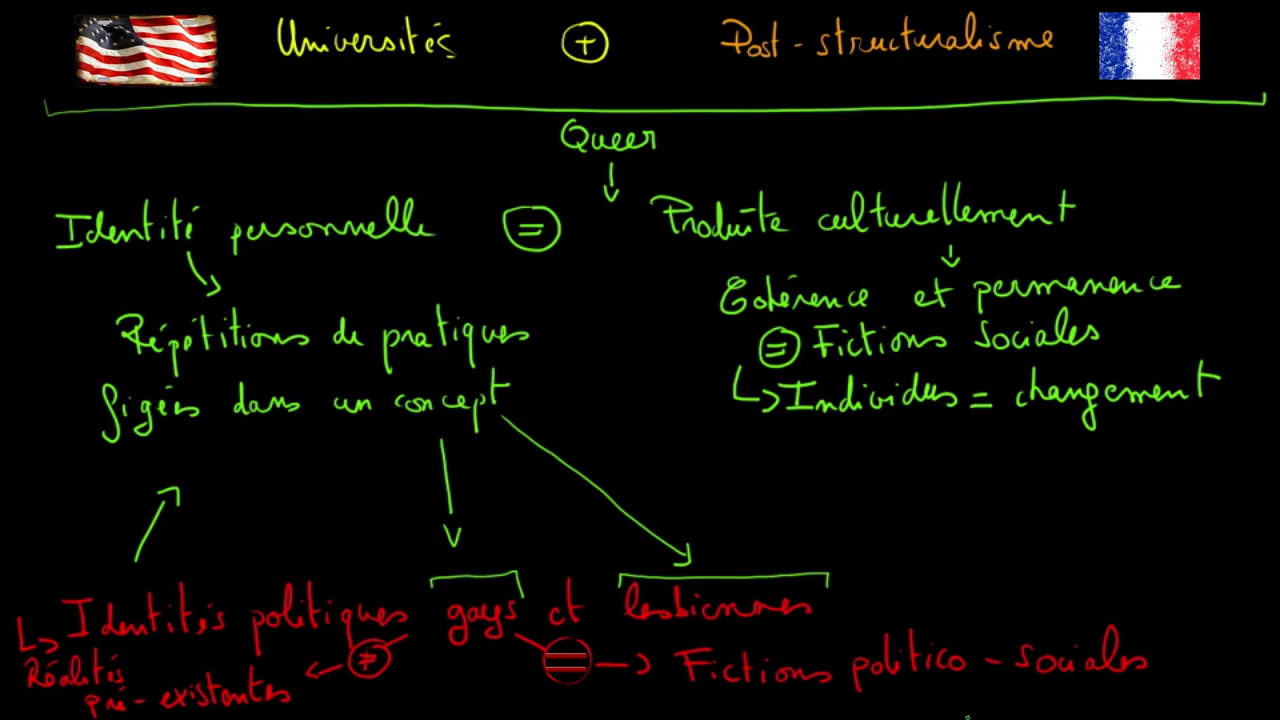 Universités + Post-structuralisme
Queer
Identité personnelle = Produite culturellement
Cohérence et permanence
Répétitions de pratiques
= Fictions sociales
figées dans un concept
Individus = changement
Identités politiques gays et lesbiennes
≠ = Fictions politico-sociales
Réalités
pré-existantes